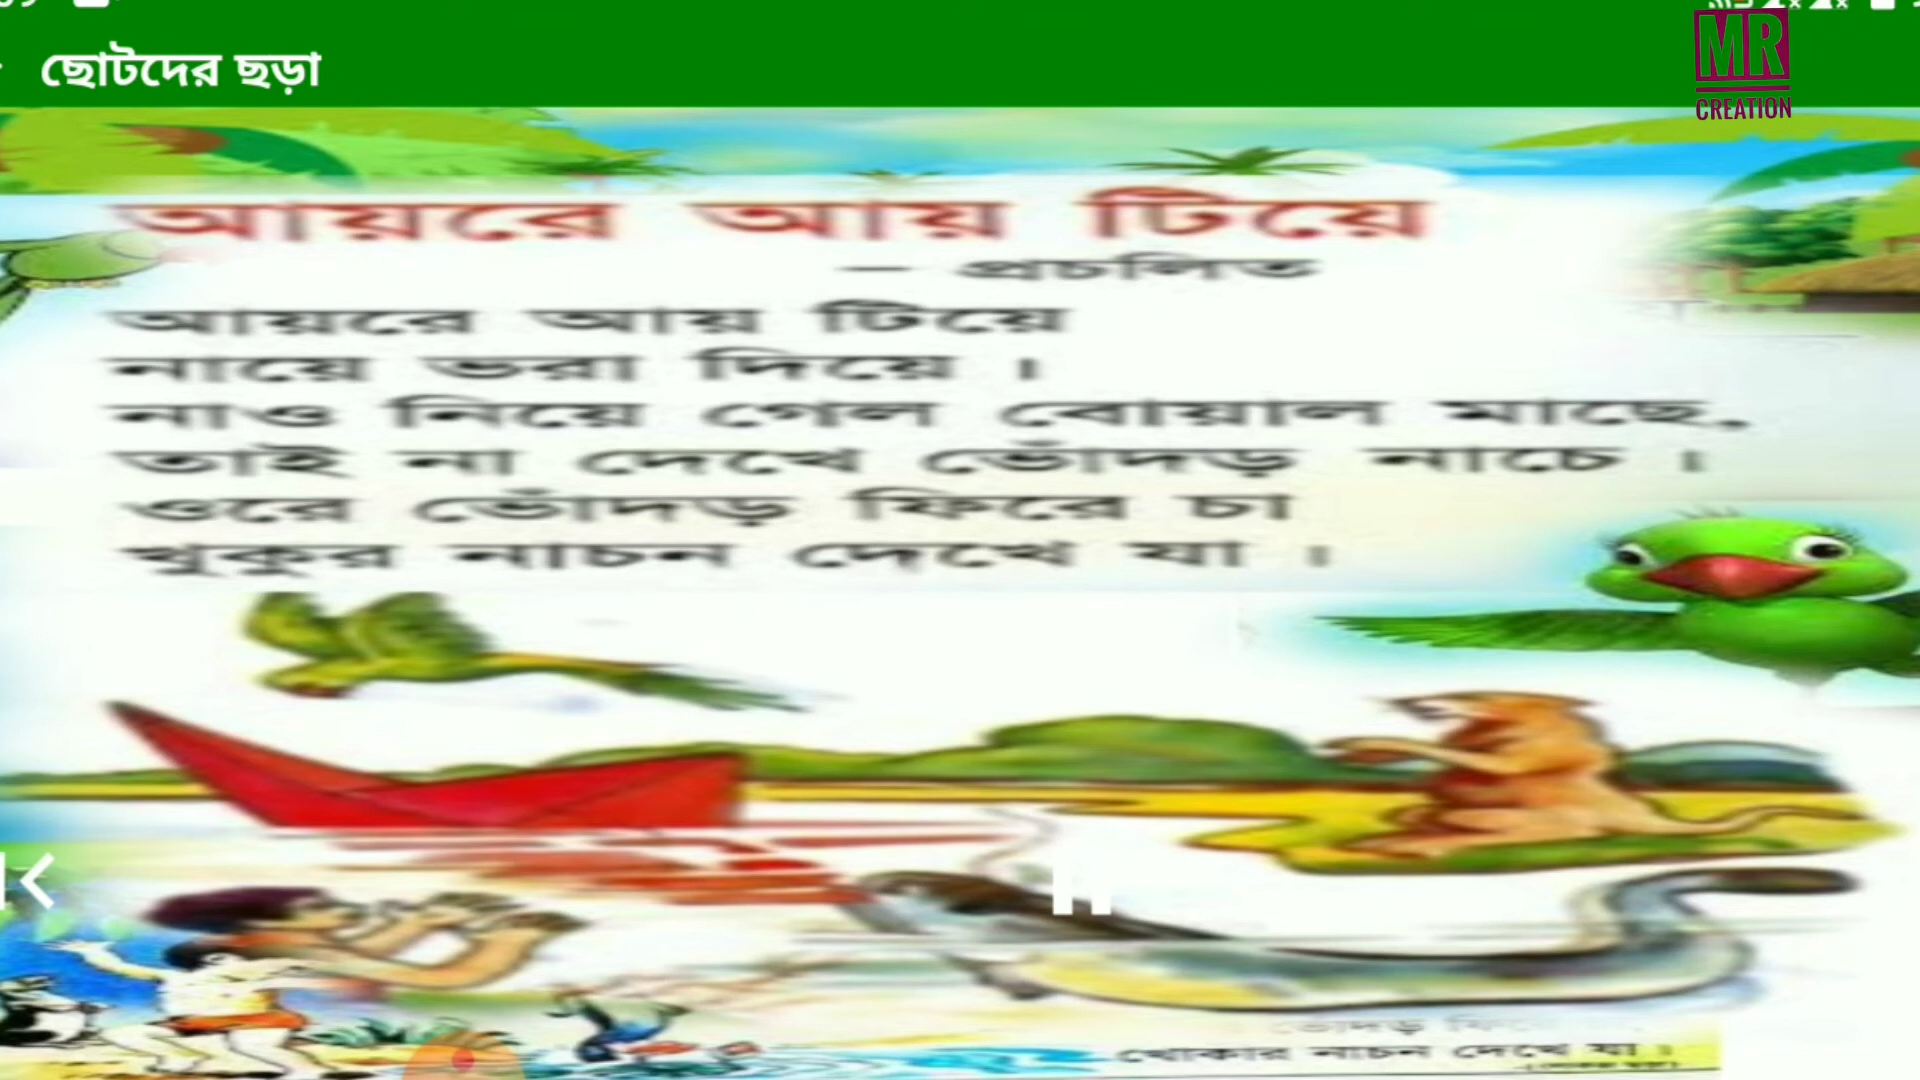 ছোটদের ছড়া
MR
CREATION
আয়রে আয় টিয়ে
– প্রচলিত
আয়রে আয় টিয়ে
নায়ে ভরা দিয়ে ।
নাও নিয়ে গেল বোয়াল মাছে,
তাই না দেখে ভোঁদড় নাচে ।
ওরে ভোঁদড় ফিরে চা
খুকুর নাচন দেখে যা ।
খোকার নাচন দেখে যা ।